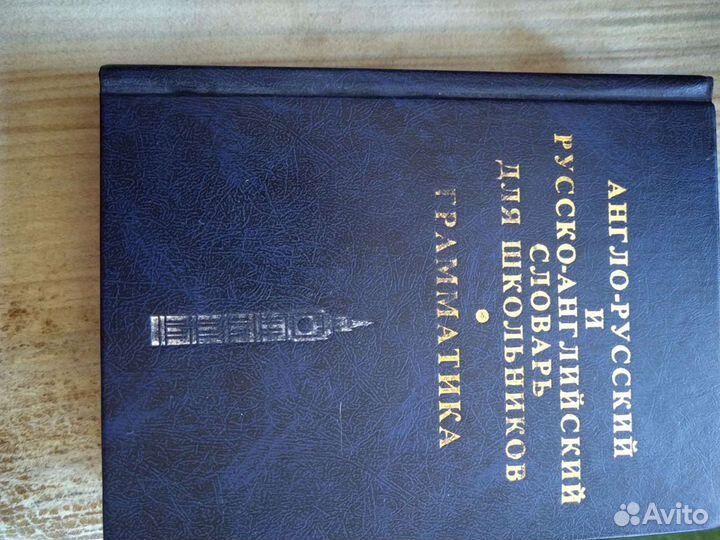 АНГЛО-РУССКИЙ
И
РУССКО-АНГЛИЙСКИЙ
СЛОВАРЬ
ДЛЯ ШКОЛЬНИКОВ
•
ГРАММАТИКА
Avito